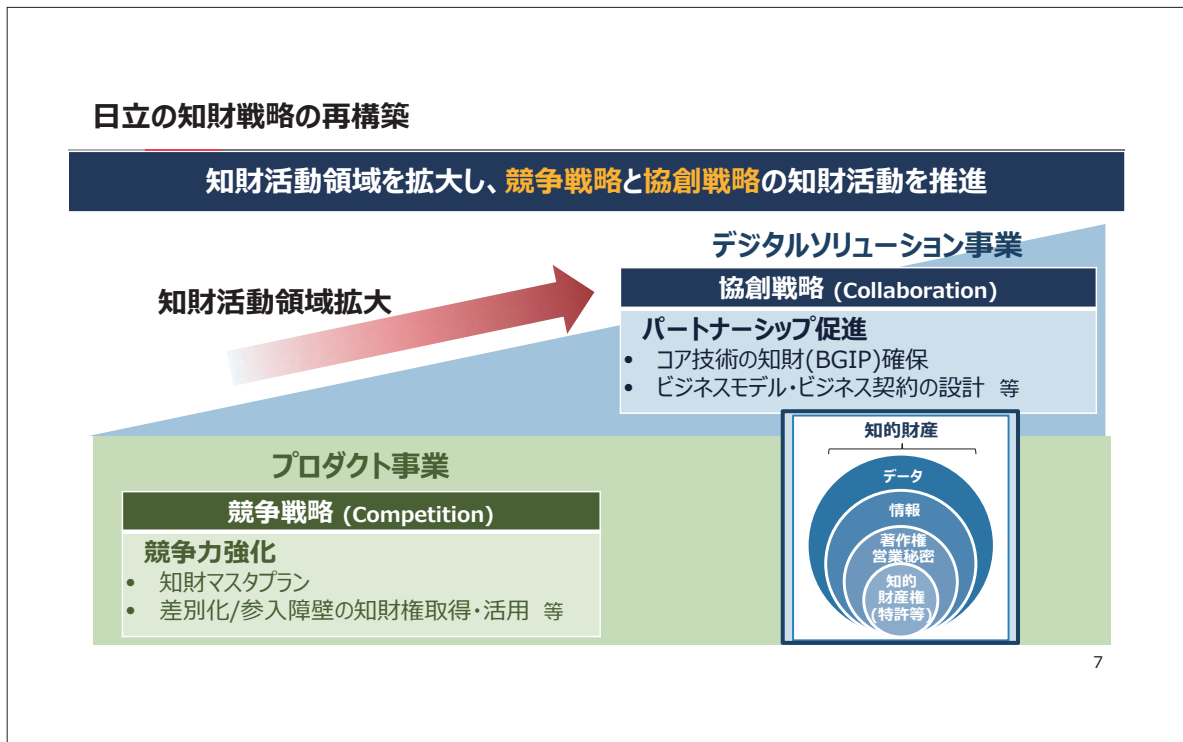 日立の知財戦略の再構築
知財活動領域を拡大し、競争戦略と協創戦略の知財活動を推進
デジタルソリューション事業
知財活動領域拡大
協創戦略 (Collaboration)
パートナーシップ促進
• コア技術の知財(BGIP)確保
• ビジネスモデル・ビジネス契約の設計 等
プロダクト事業
競争戦略 (Competition)
競争力強化
• 知財マスタプラン
• 差別化/参入障壁の知財権取得・活用 等
知的財産
データ
情報
著作権
営業秘密
知的
財産権
(特許等)
7